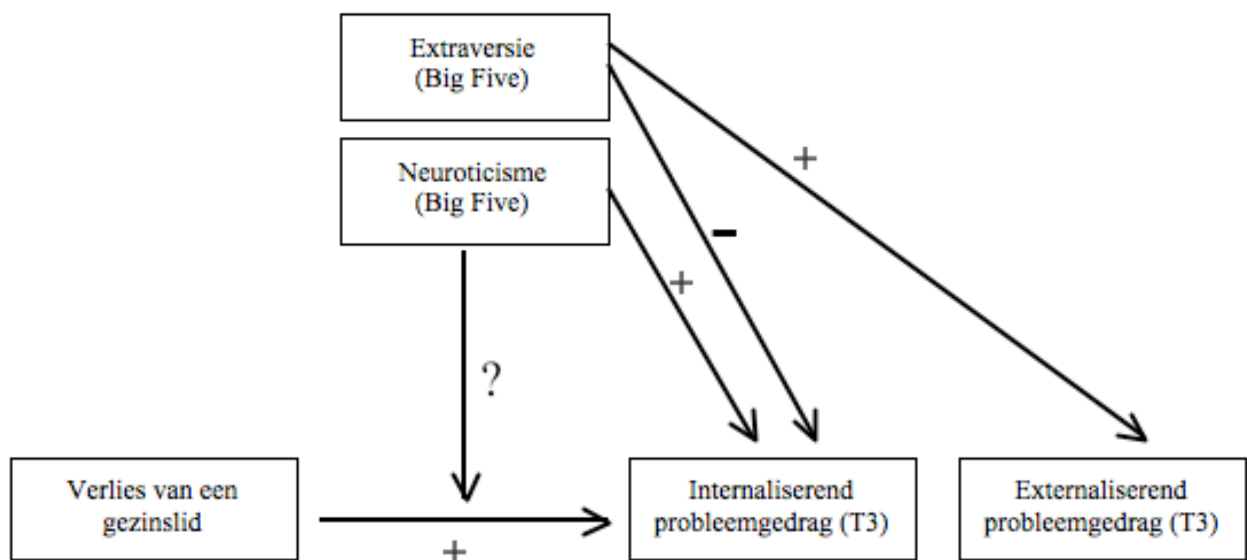 Extraversie
(Big Five)
Neuroticisme
(Big Five)
+
-
+
?
Verlies van een
gezinslid
+
Internaliserend
probleemgedrag (T3)
Externaliserend
probleemgedrag (T3)